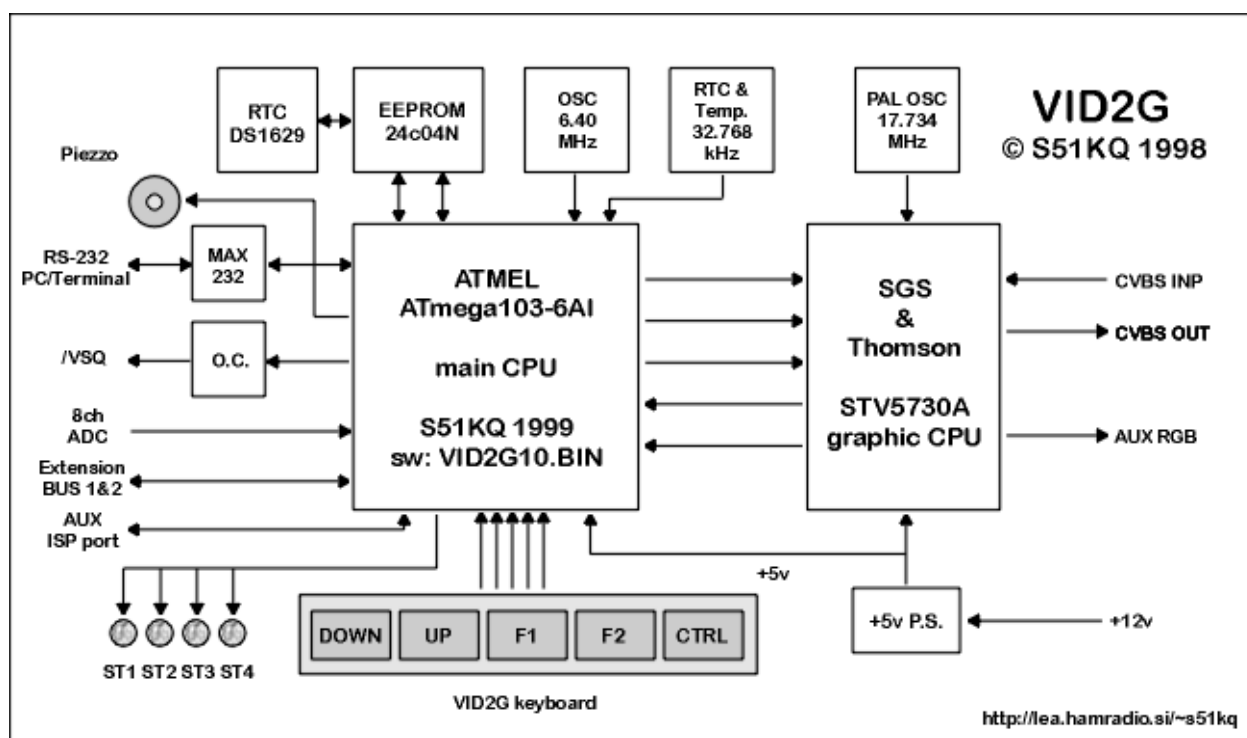 RTC
DS1629
EEPROM
24c04N
OSC
6.40
MHz
RTC &
Temp.
32.768
kHz
PAL OSC
17.734
MHz
VID2G
© S51KQ 1998
Piezzo
RS-232
PC/Terminal
MAX
232
/VSQ
O.C.
8ch
ADC
Extension
BUS 1&2
AUX
ISP port
ATMEL
ATmega103-6AI
main CPU
S51KQ 1999
sw: VID2G10.BIN
SGS
&
Thomson
STV5730A
graphic CPU
CVBS INP
CVBS OUT
AUX RGB
+5v
+5v P.S.
+12v
ST1 ST2 ST3 ST4
DOWN
UP
F1
F2
CTRL
VID2G keyboard
http://lea.hamradio.si/~s51kq